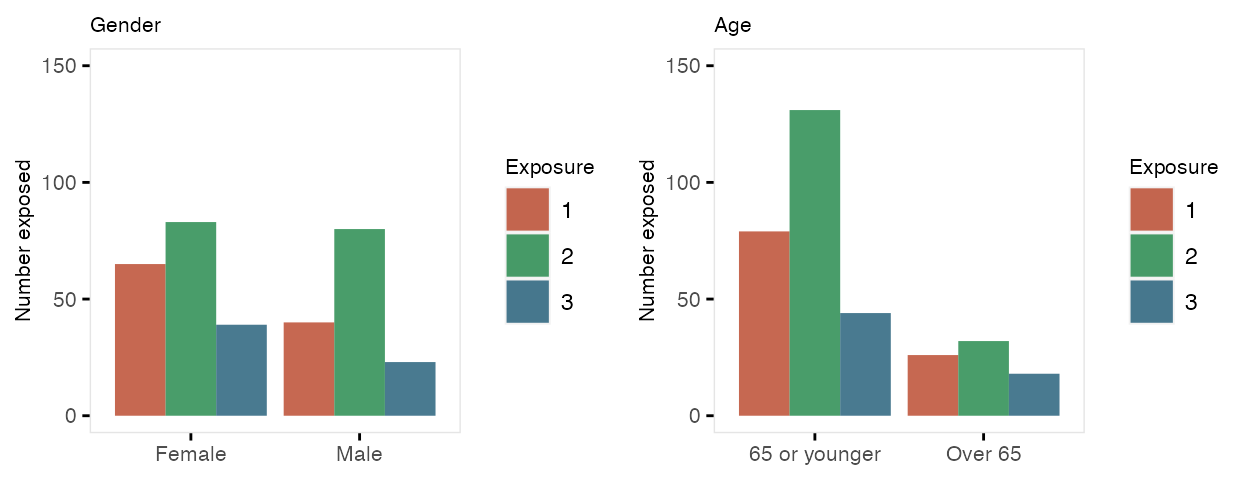 Gender
150
100
50
0
Number exposed
Female
Male
Exposure
1
2
3
Age
150
100
50
0
Number exposed
65 or younger
Over 65
Exposure
1
2
3